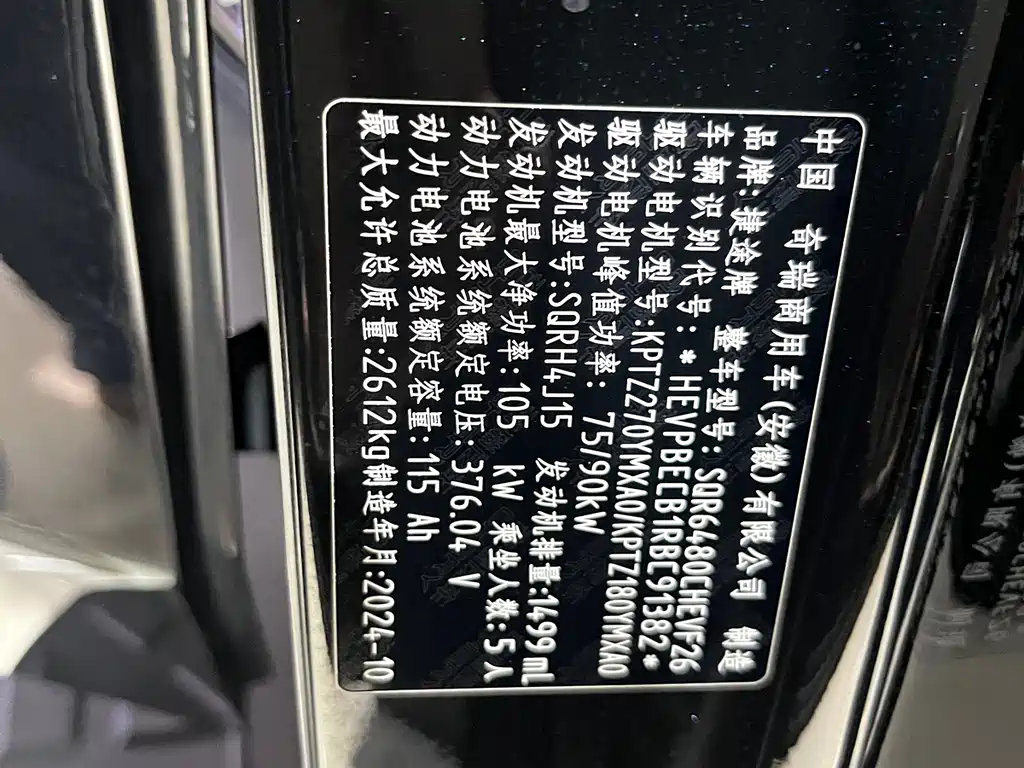 中国 奇瑞商用车(安徽)有限公司 制造
品牌:捷途牌 整车型号:SQR6480CHEVF26
车辆识别代号:*HEVPBECB1RBC91382*
驱动电机型号:KPTZ270YMXA0/KPTZ180YMXA0
驱动电机峰值功率: 75/90kW
发动机型号:SQRH4J15 发动机排量:1499 mL
发动机最大净功率:105 kW 乘坐人数:5人
动力电池系统额定电压:376.04 V
动力电池系统额定容量:115 Ah
最大允许总质量:2612kg制造年月:2024-10